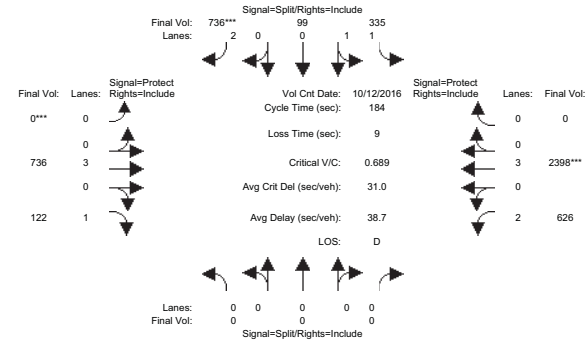 Signal=Split/Rights=Include
Final Vol: 736*** 99 335
Lanes: 2 0 0 1 1
Signal=Protect Signal=Protect
Final Vol: Lanes: Rights=Include Vol Cnt Date: 10/12/2016 Rights=Include Lanes: Final Vol:
Cycle Time (sec): 184
0*** 0 0 0
Loss Time (sec): 9
0 0
736 3 Critical V/C: 0.689 3 2398***
0 Avg Crit Del (sec/veh): 31.0 0
122 1 Avg Delay (sec/veh): 38.7 2 626
LOS: D
Lanes: 0 0 0 0 0
Final Vol: 0 0 0
Signal=Split/Rights=Include